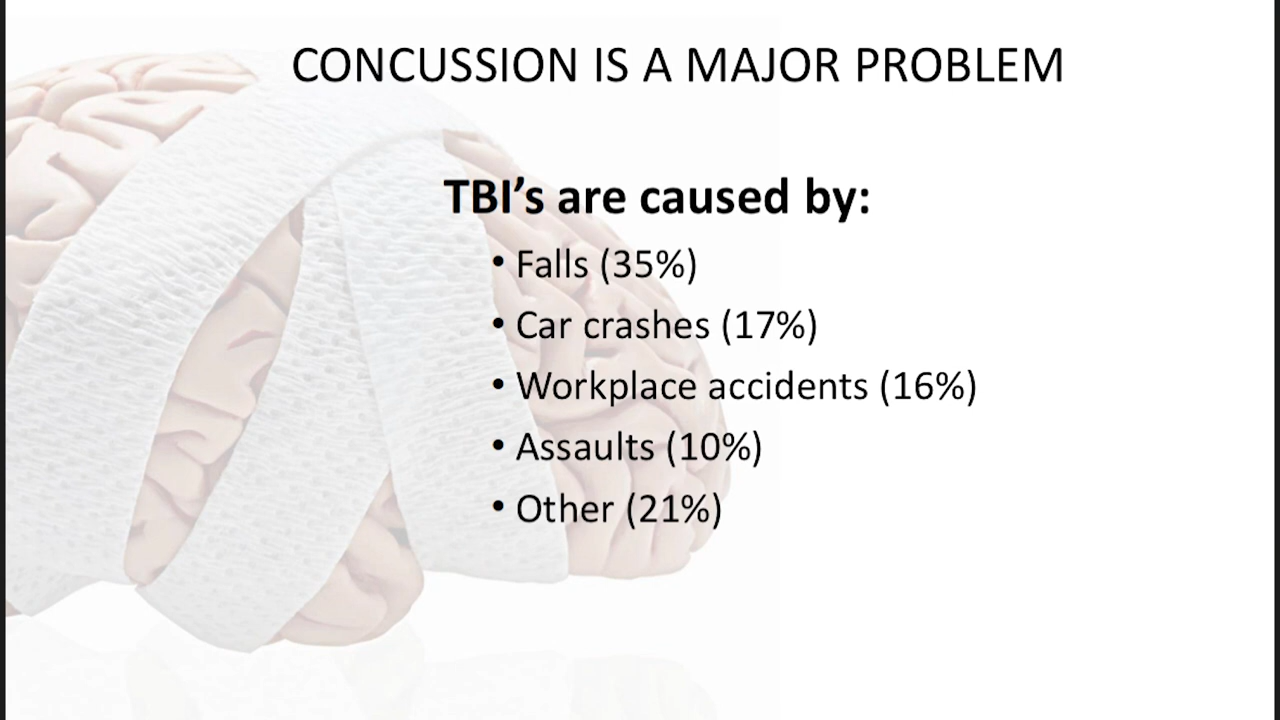 CONCUSSION IS A MAJOR PROBLEM
TBI’s are caused by:
• Falls (35%)
• Car crashes (17%)
• Workplace accidents (16%)
• Assaults (10%)
• Other (21%)